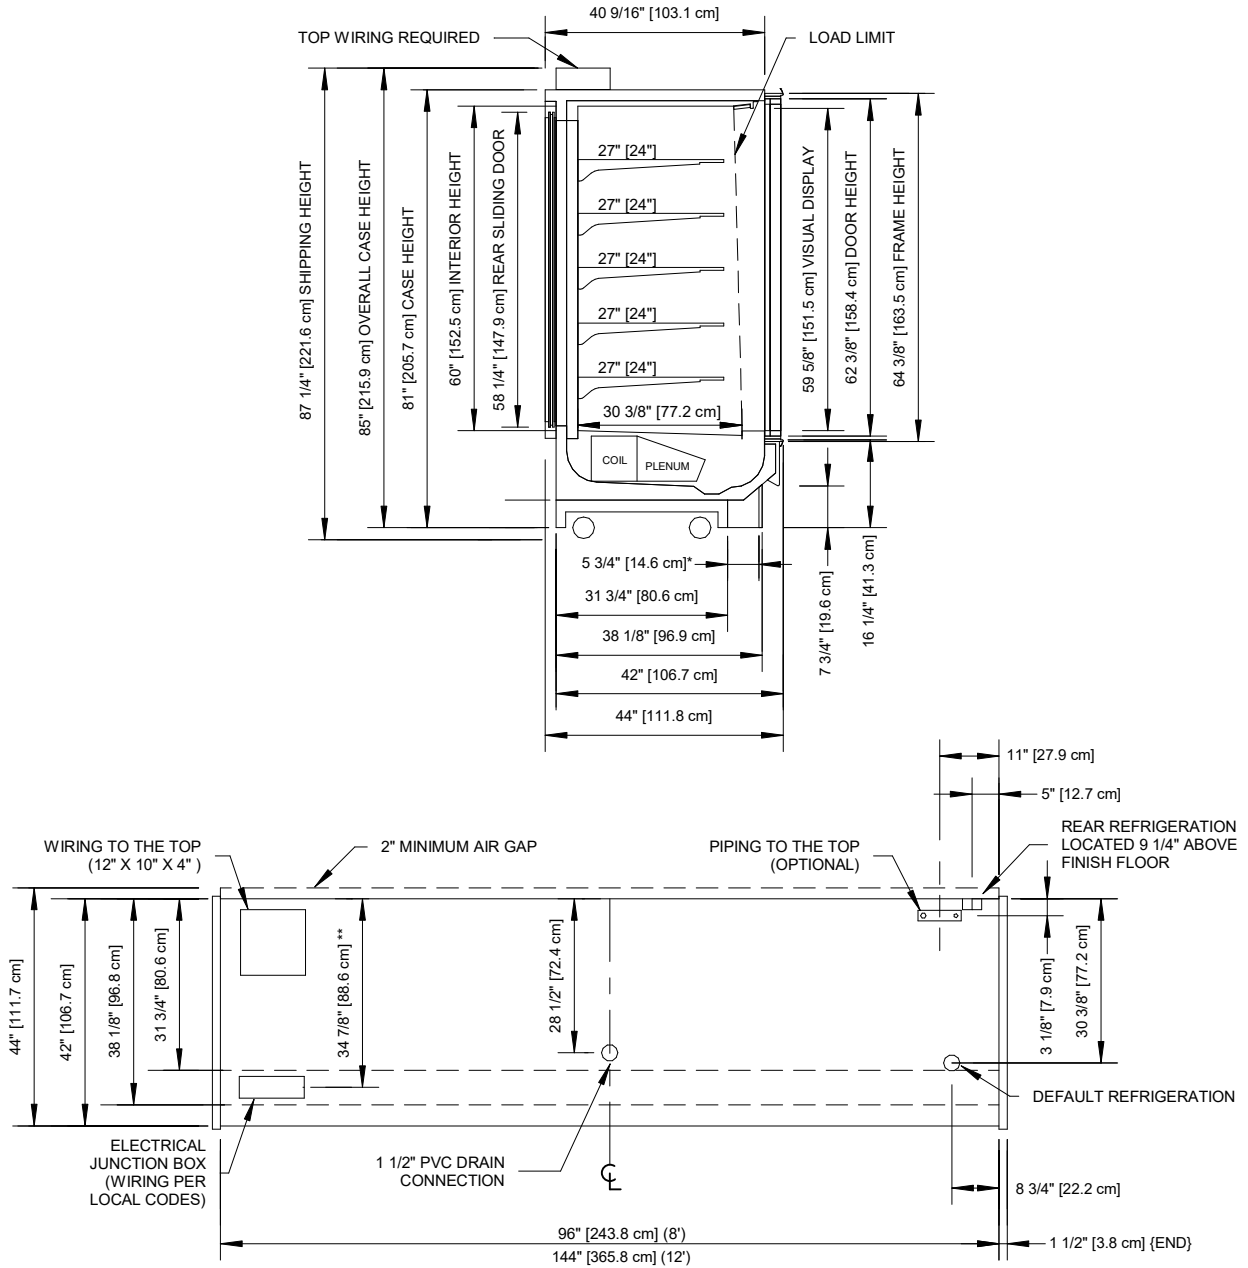 40 9/16" [103.1 cm]
TOP WIRING REQUIRED
LOAD LIMIT
87 1/4" [221.6 cm] SHIPPING HEIGHT
85" [215.9 cm] OVERALL CASE HEIGHT
81" [205.7 cm] CASE HEIGHT
60" [152.5 cm] INTERIOR HEIGHT
58 1/4" [147.9 cm] REAR SLIDING DOOR
27" [24"]
27" [24"]
27" [24"]
27" [24"]
27" [24"]
30 3/8" [77.2 cm]
COIL
PLENUM
59 5/8" [151.5 cm] VISUAL DISPLAY
62 3/8" [158.4 cm] DOOR HEIGHT
64 3/8" [163.5 cm] FRAME HEIGHT
5 3/4" [14.6 cm]*
31 3/4" [80.6 cm]
38 1/8" [96.9 cm]
42" [106.7 cm]
44" [111.8 cm]
7 3/4" [19.6 cm]
16 1/4" [41.3 cm]
11" [27.9 cm]
5" [12.7 cm]
WIRING TO THE TOP
(12" X 10" X 4" )
2" MINIMUM AIR GAP
PIPING TO THE TOP
(OPTIONAL)
REAR REFRIGERATION
LOCATED 9 1/4" ABOVE
FINISH FLOOR
44" [111.7 cm]
42" [106.7 cm]
38 1/8" [96.8 cm]
31 3/4" [80.6 cm]
34 7/8" [88.6 cm] **
28 1/2" [72.4 cm]
3 1/8" [7.9 cm]
30 3/8" [77.2 cm]
DEFAULT REFRIGERATION
ELECTRICAL
JUNCTION BOX
(WIRING PER
LOCAL CODES)
1 1/2" PVC DRAIN
CONNECTION
CL
8 3/4" [22.2 cm]
96" [243.8 cm] (8')
144" [365.8 cm] (12')
1 1/2" [3.8 cm] {END}